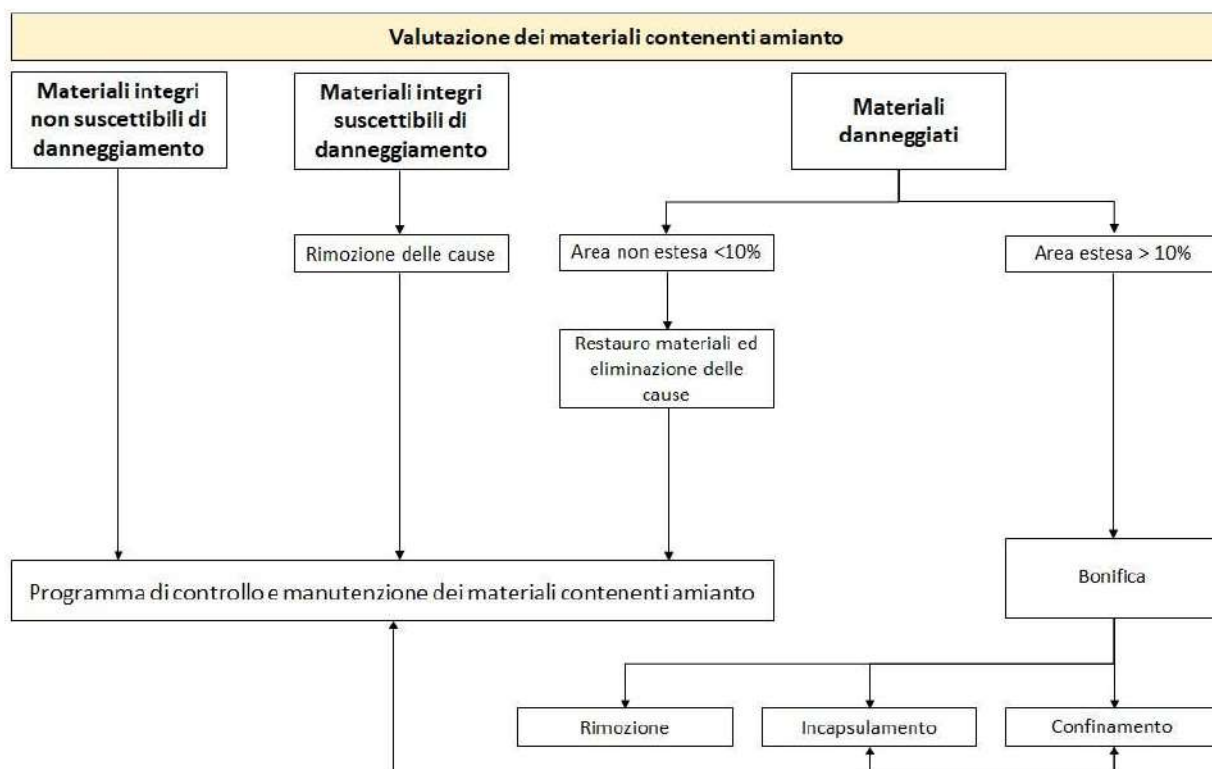 Valutazione dei materiali contenenti amianto
Materiali integri
non suscettibili di
danneggiamento
Materiali integri
suscettibili di
danneggiamento
Materiali
danneggiati
Rimozione delle cause
Area non estesa <10%
Area estesa > 10%
Restauro materiali ed
eliminazione delle
cause
Programma di controllo e manutenzione dei materiali contenenti amianto
Bonifica
Rimozione
Incapsulamento
Confinamento